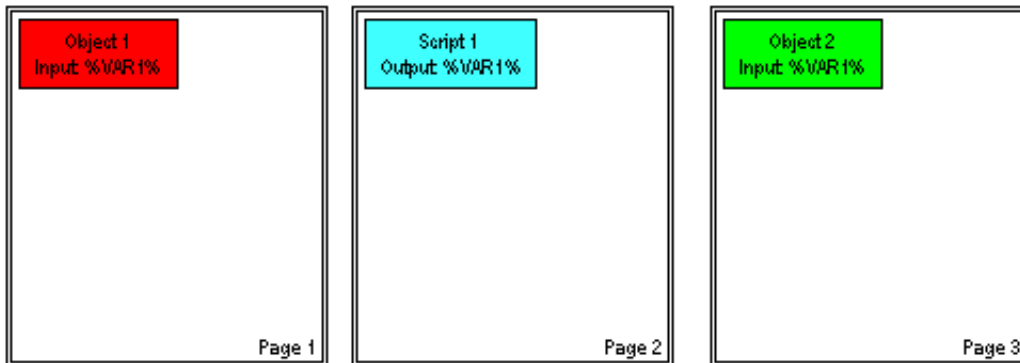 Object 1
Input: %VAR1%
Page 1
Script 1
Output: %VAR1%
Page 2
Object 2
Input: %VAR1%
Page 3